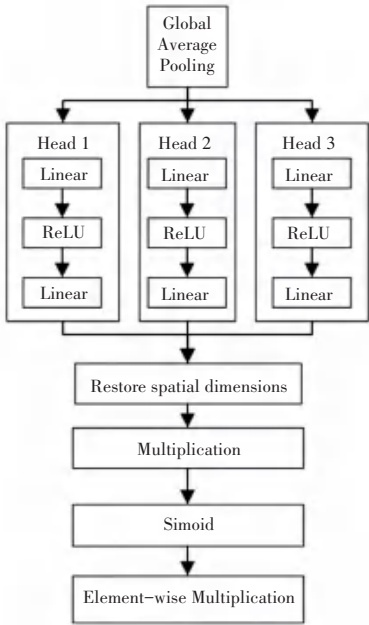 Global
Average
Pooling
Head 1
Linear
ReLU
Linear
Head 2
Linear
ReLU
Linear
Head 3
Linear
ReLU
Linear
Restore spatial dimensions
Multiplication
Simoid
Element-wise Multiplication